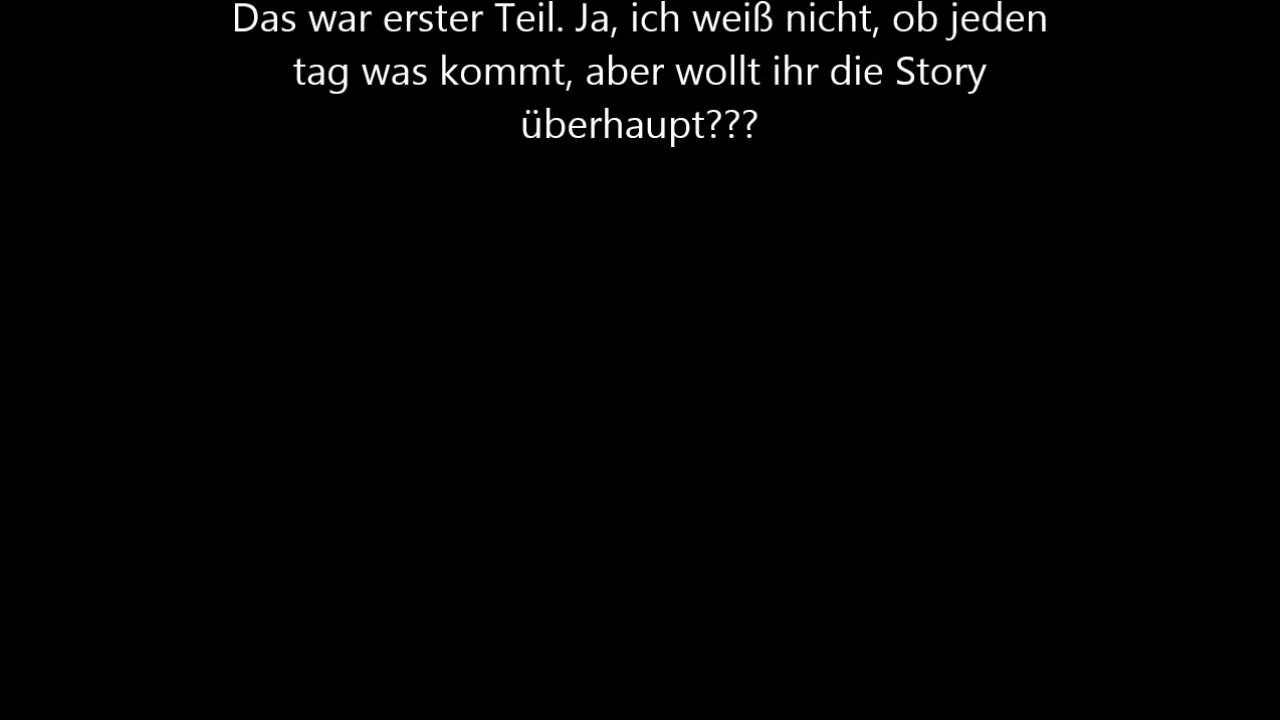 Das war erster Teil. Ja, ich weiß nicht, ob jeden
tag was kommt, aber wollt ihr die Story
überhaupt???